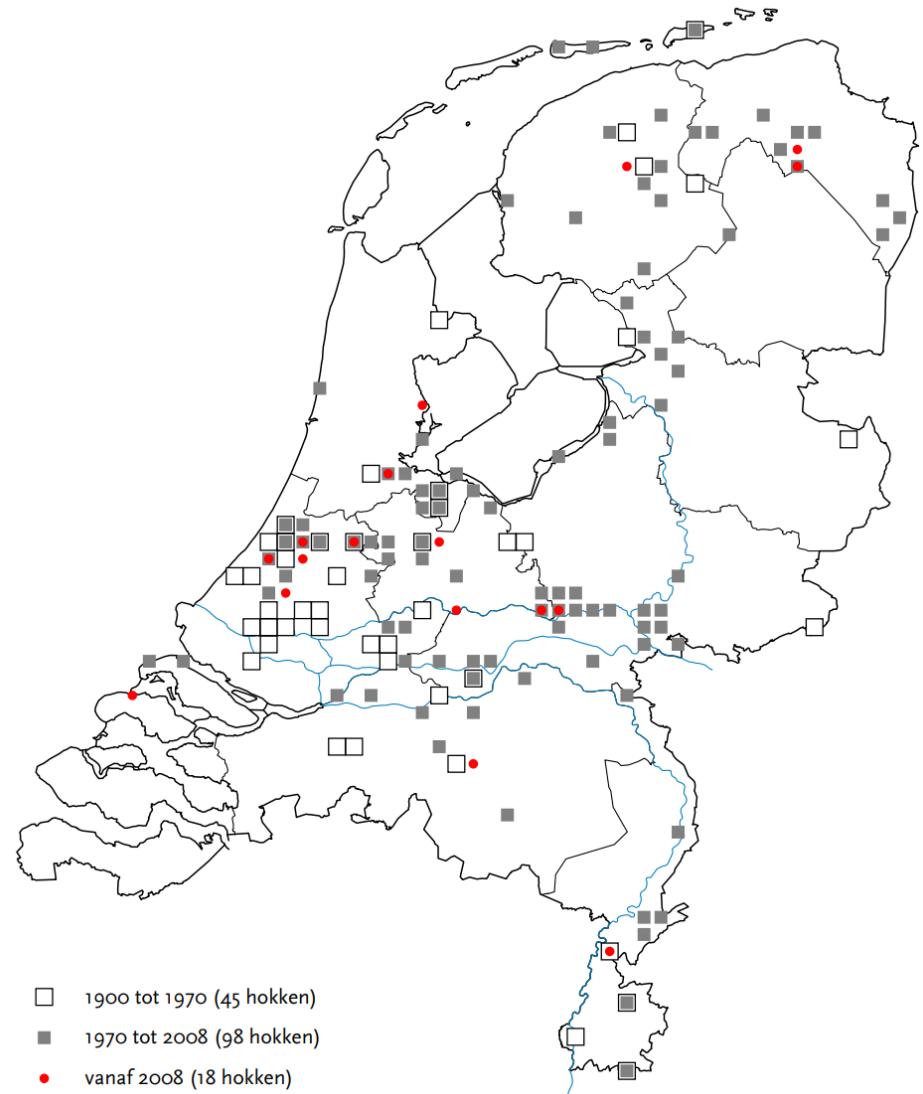 1900 tot 1970 (45 hokken)
1970 tot 2008 (98 hokken)
vanaf 2008 (18 hokken)